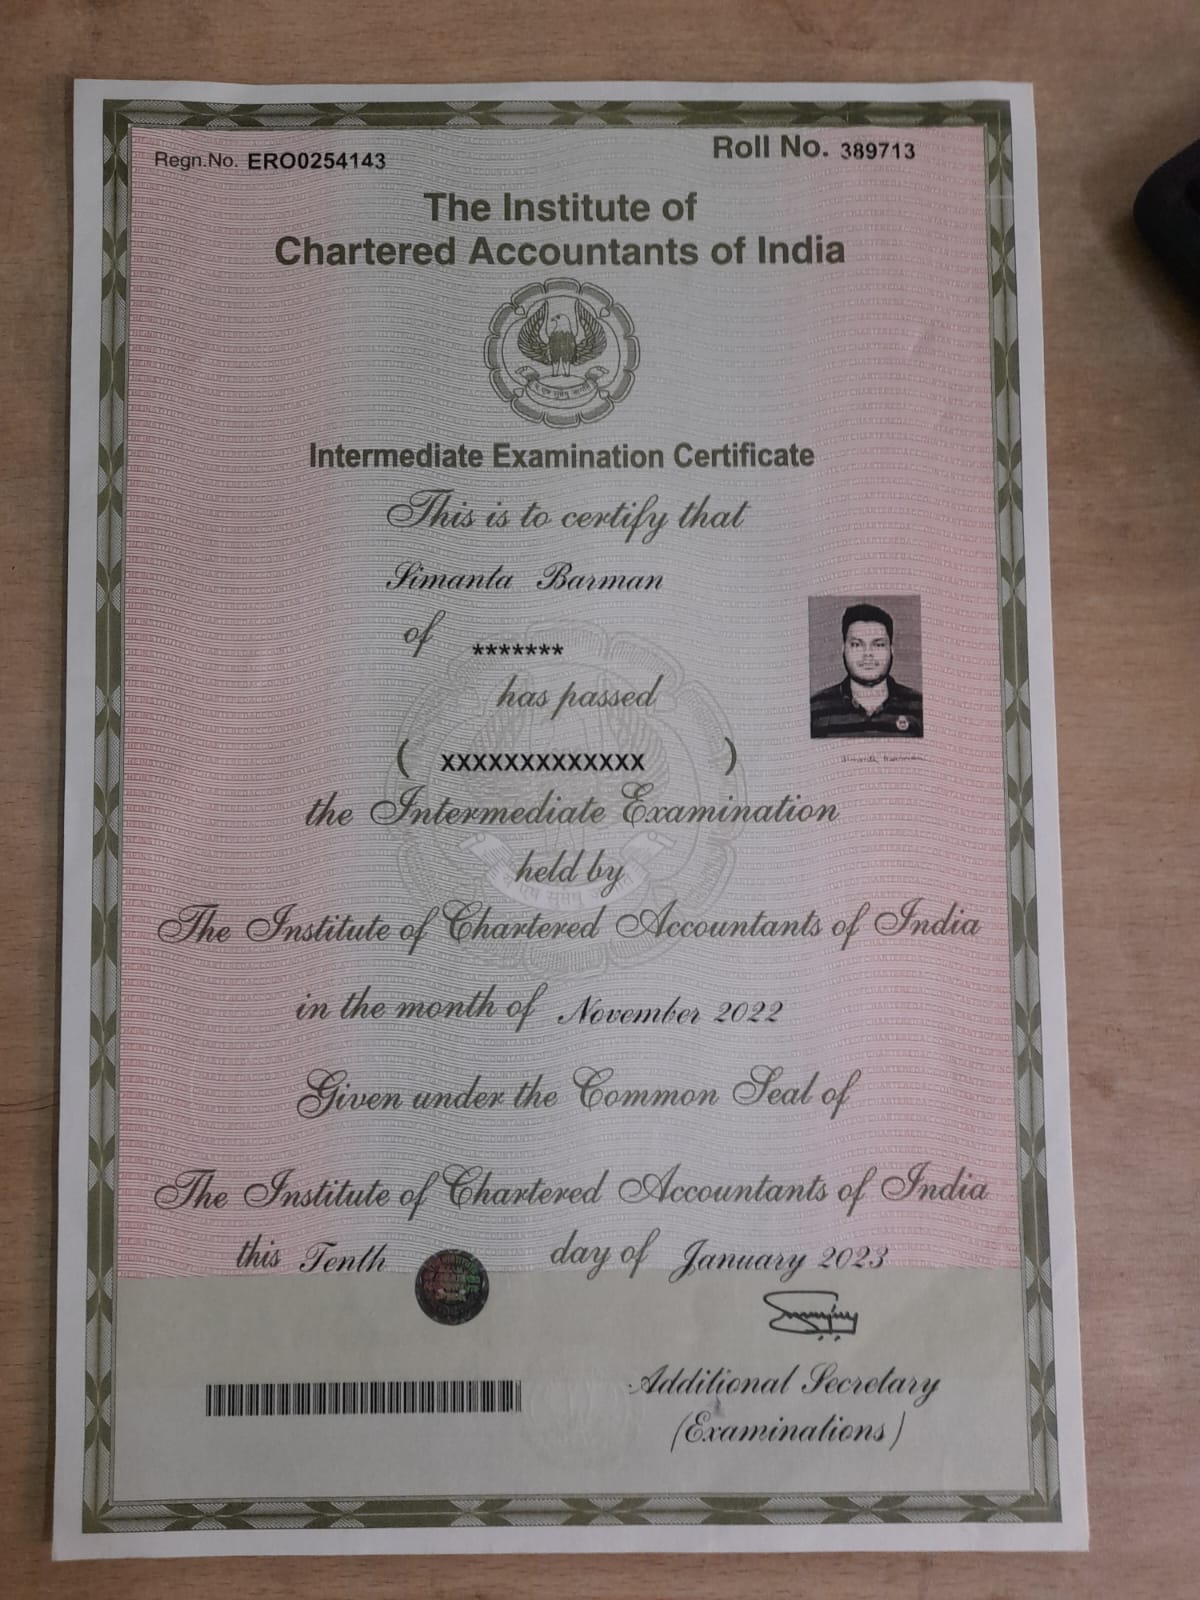 Regn.No. ERO0254143
Roll No. 389713
The Institute of
Chartered Accountants of India
Intermediate Examination Certificate
This is to certify that
Simanta Barman
of *******
has passed
( XXXXXXXXXXXXX )
the Intermediate Examination
held by
The Institute of Chartered Accountants of India
in the month of November 2022
Given under the Common Seal of
The Institute of Chartered Accountants of India
this Tenth day of January 2023
Additional Secretary
(Examinations)